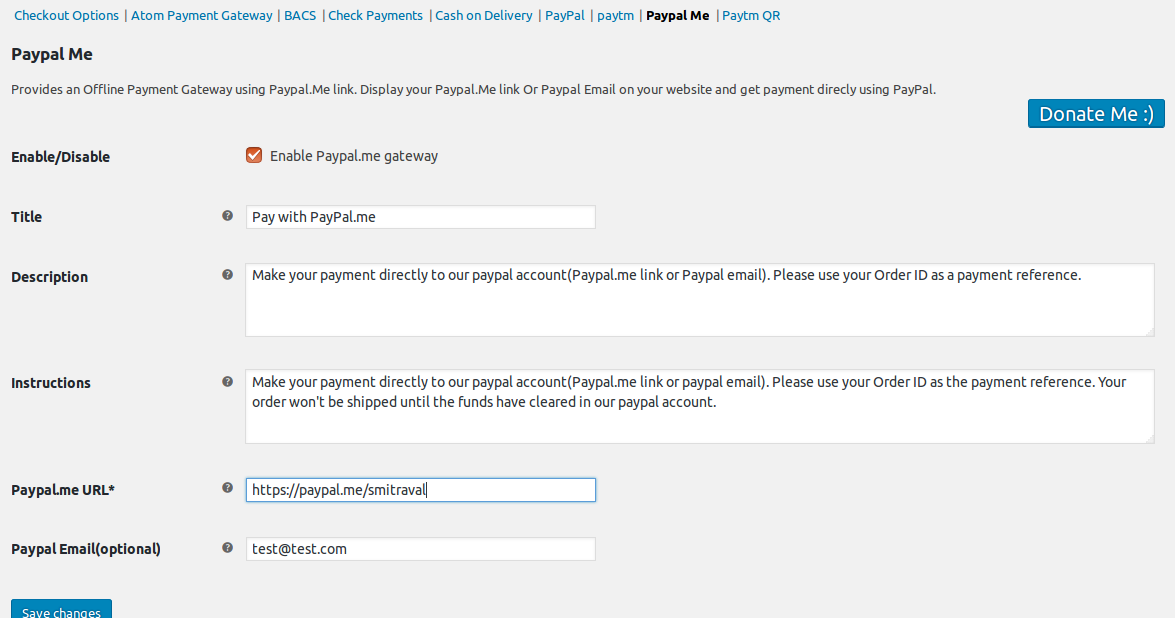 Checkout Options | Atom Payment Gateway | BACS | Check Payments | Cash on Delivery | PayPal | paytm | Paypal Me | Paytm QR
Paypal Me
Provides an Offline Payment Gateway using Paypal.Me link. Display your Paypal.Me link Or Paypal Email on your website and get payment direcly using PayPal.
Donate Me :)
Enable/Disable
Enable Paypal.me gateway
Title
Pay with PayPal.me
Description
Make your payment directly to our paypal account(Paypal.me link or Paypal email). Please use your Order ID as a payment reference.
Instructions
Make your payment directly to our paypal account(Paypal.me link or paypal email). Please use your Order ID as the payment reference. Your
order won't be shipped until the funds have cleared in our paypal account.
Paypal.me URL*
https://paypal.me/smitraval
Paypal Email(optional)
test@test.com
Save changes